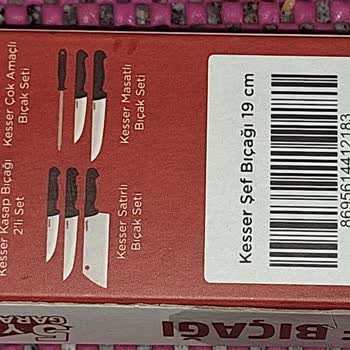 Kesser Çok Amaçlı
Bıçak Seti
Kesser Masatlı
Bıçak Seti
Kesser Kasap Bıçağı
2'li Set
Kesser Satırlı
Bıçak Seti
Kesser Şef Bıçağı 19 cm
8695614412183
BIÇAĞI
GARA